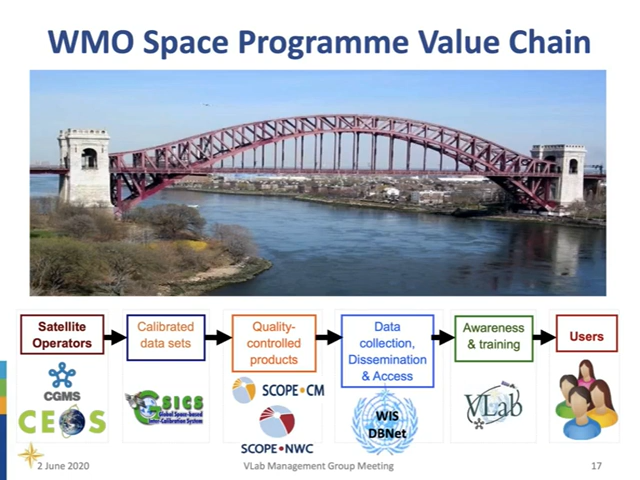 WMO Space Programme Value Chain
Satellite
Operators
Calibrated
data sets
Quality-
controlled
products
Data
collection,
Dissemination
& Access
Awareness
& training
Users
CGMS
CEOS
GSICS
Global Space-based
Inter-Calibration System
SCOPE•CM
SCOPE•NWC
WIS
DBNet
VLab
2 June 2020
VLab Management Group Meeting
17